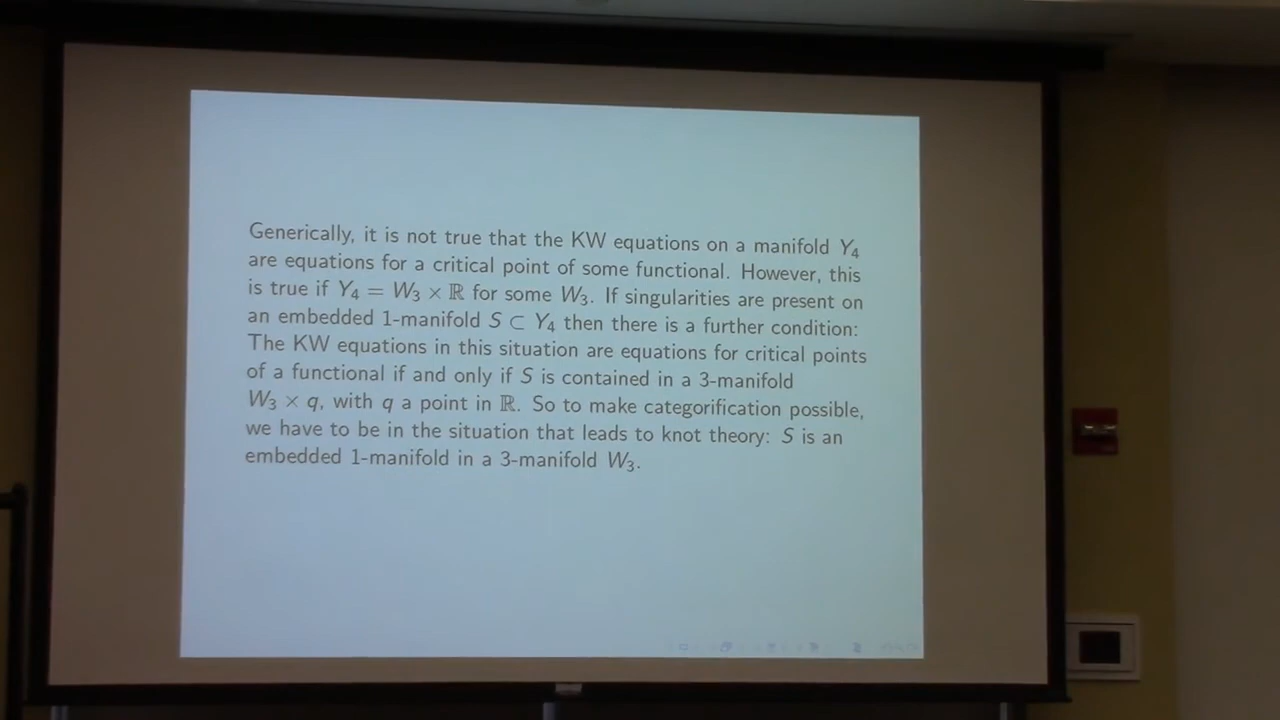 Generically, it is not true that the KW equations on a manifold Y₄
are equations for a critical point of some functional. However, this
is true if Y₄ = W₃ × ℝ for some W₃. If singularities are present on
an embedded 1-manifold S ⊂ Y₄ then there is a further condition:
The KW equations in this situation are equations for critical points
of a functional if and only if S is contained in a 3-manifold
W₃ × q, with q a point in ℝ. So to make categorification possible,
we have to be in the situation that leads to knot theory: S is an
embedded 1-manifold in a 3-manifold W₃.